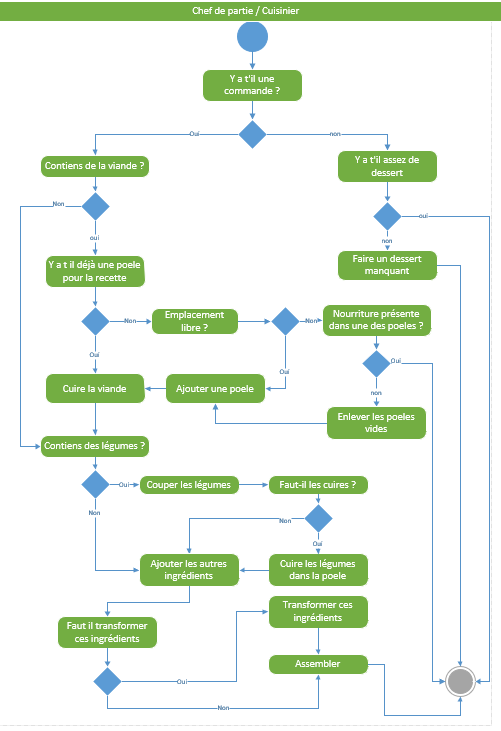 Chef de partie / Cuisinier
Y a t'il une
commande ?
Oui
non
Contiens de la viande ?
Y a t'il assez de
dessert
Non
oui
oui
non
Y a t il déjà une poele
pour la recette
Faire un dessert
manquant
Non
Emplacement
libre ?
Non
Nourriture présente
dans une des poeles ?
Oui
Oui
Oui
non
Cuire la viande
Ajouter une poele
Enlever les poeles
vides
Contiens des légumes ?
Oui
Couper les légumes
Faut-il les cuires ?
Non
Non
Oui
Ajouter les autres
ingrédients
Cuire les légumes
dans la poele
Faut il transformer
ces ingrédients
Transformer ces
ingrédients
Assembler
Oui
Non